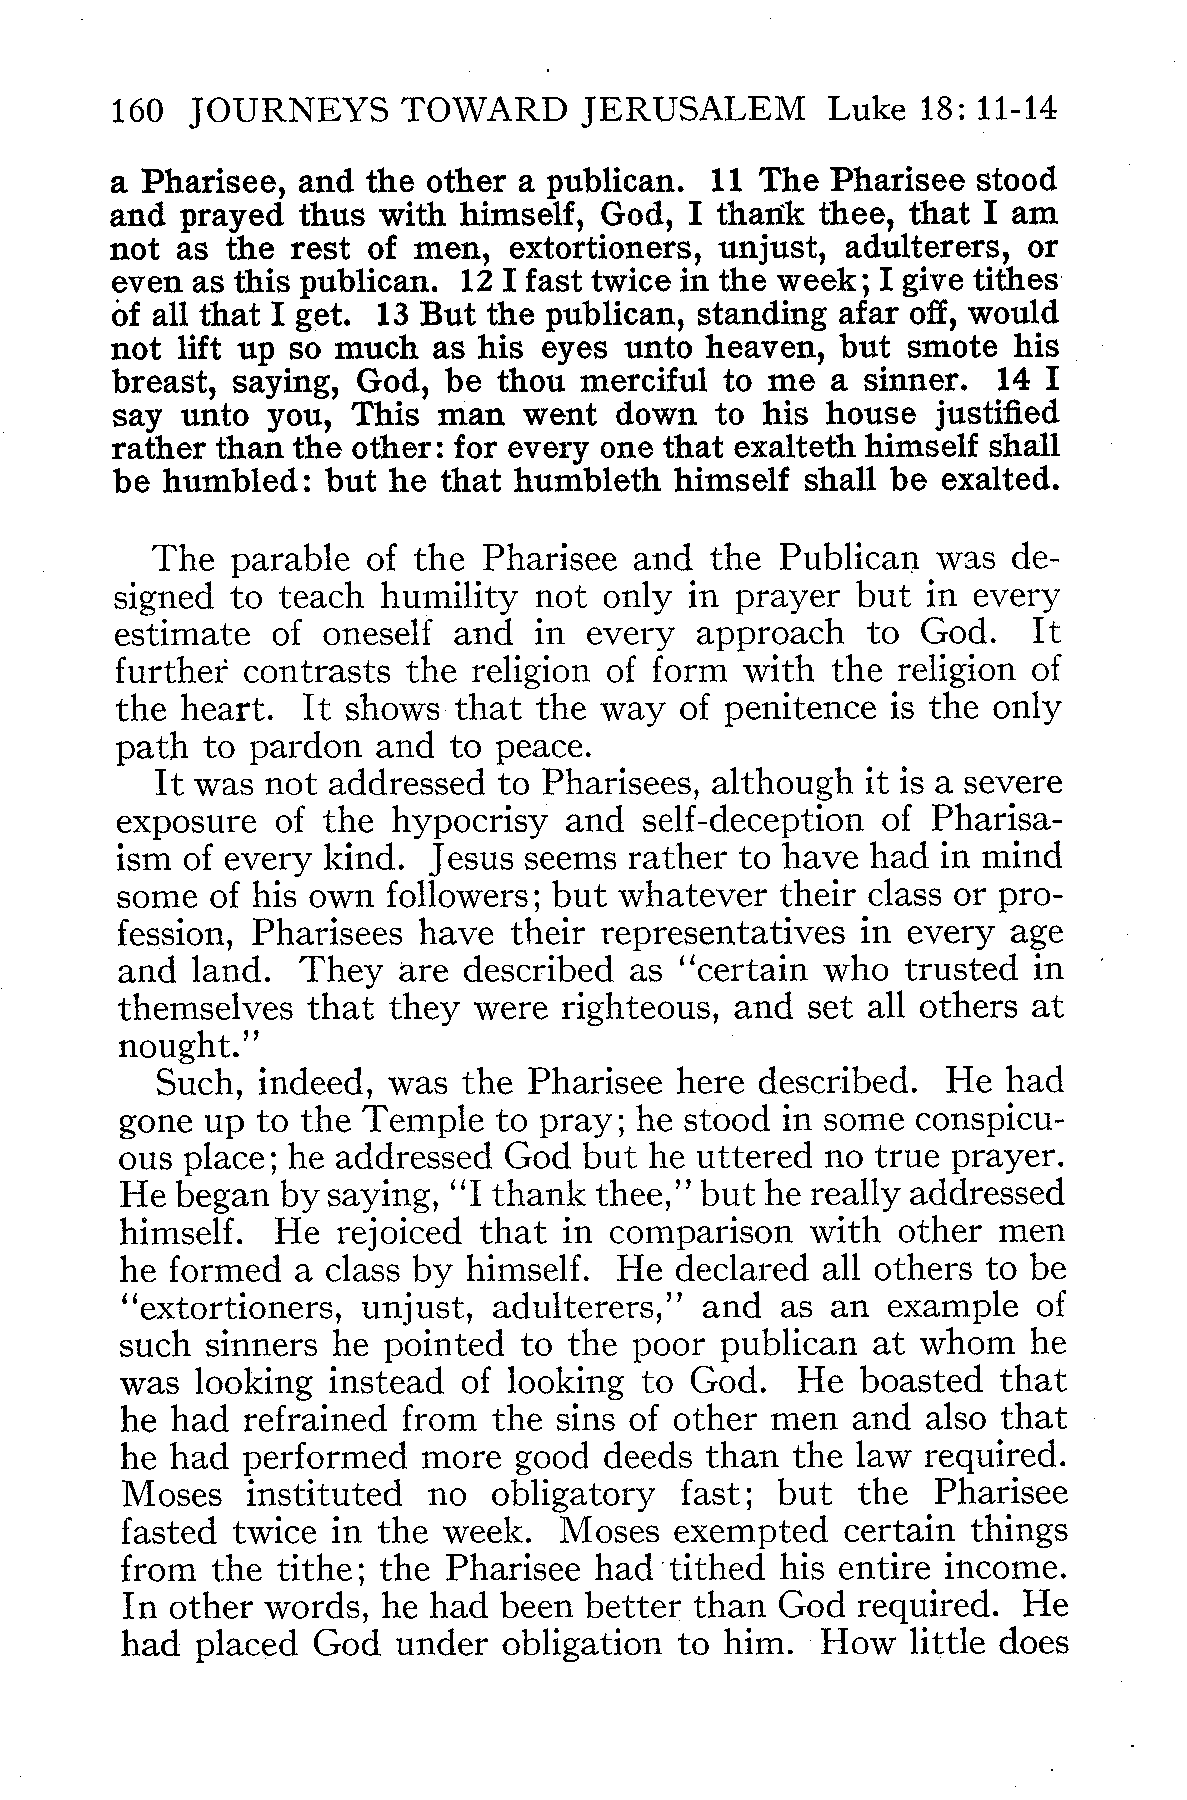 160 JOURNEYS TOWARD JERUSALEM Luke 18: 11-14
a Pharisee, and the other a publican. 11 The Pharisee stood
and prayed thus with himself, God, I thank thee, that I am
not as the rest of men, extortioners, unjust, adulterers, or
even as this publican. 12 I fast twice in the week; I give tithes
of all that I get. 13 But the publican, standing afar off, would
not lift up so much as his eyes unto heaven, but smote his
breast, saying, God, be thou merciful to me a sinner. 14 I
say unto you, This man went down to his house justified
rather than the other: for every one that exalteth himself shall
be humbled: but he that humbleth himself shall be exalted.
The parable of the Pharisee and the Publican was de-
signed to teach humility not only in prayer but in every
estimate of oneself and in every approach to God. It
further contrasts the religion of form with the religion of
the heart. It shows that the way of penitence is the only
path to pardon and to peace.
It was not addressed to Pharisees, although it is a severe
exposure of the hypocrisy and self-deception of Pharisa-
ism of every kind. Jesus seems rather to have had in mind
some of his own followers; but whatever their class or pro-
fession, Pharisees have their representatives in every age
and land. They are described as "certain who trusted in
themselves that they were righteous, and set all others at
nought."
Such, indeed, was the Pharisee here described. He had
gone up to the Temple to pray; he stood in some conspicu-
ous place; he addressed God but he uttered no true prayer.
He began by saying, "I thank thee," but he really addressed
himself. He rejoiced that in comparison with other men
he formed a class by himself. He declared all others to be
"extortioners, unjust, adulterers," and as an example of
such sinners he pointed to the poor publican at whom he
was looking instead of looking to God. He boasted that
he had refrained from the sins of other men and also that
he had performed more good deeds than the law required.
Moses instituted no obligatory fast; but the Pharisee
fasted twice in the week. Moses exempted certain things
from the tithe; the Pharisee had tithed his entire income.
In other words, he had been better than God required. He
had placed God under obligation to him. How little does